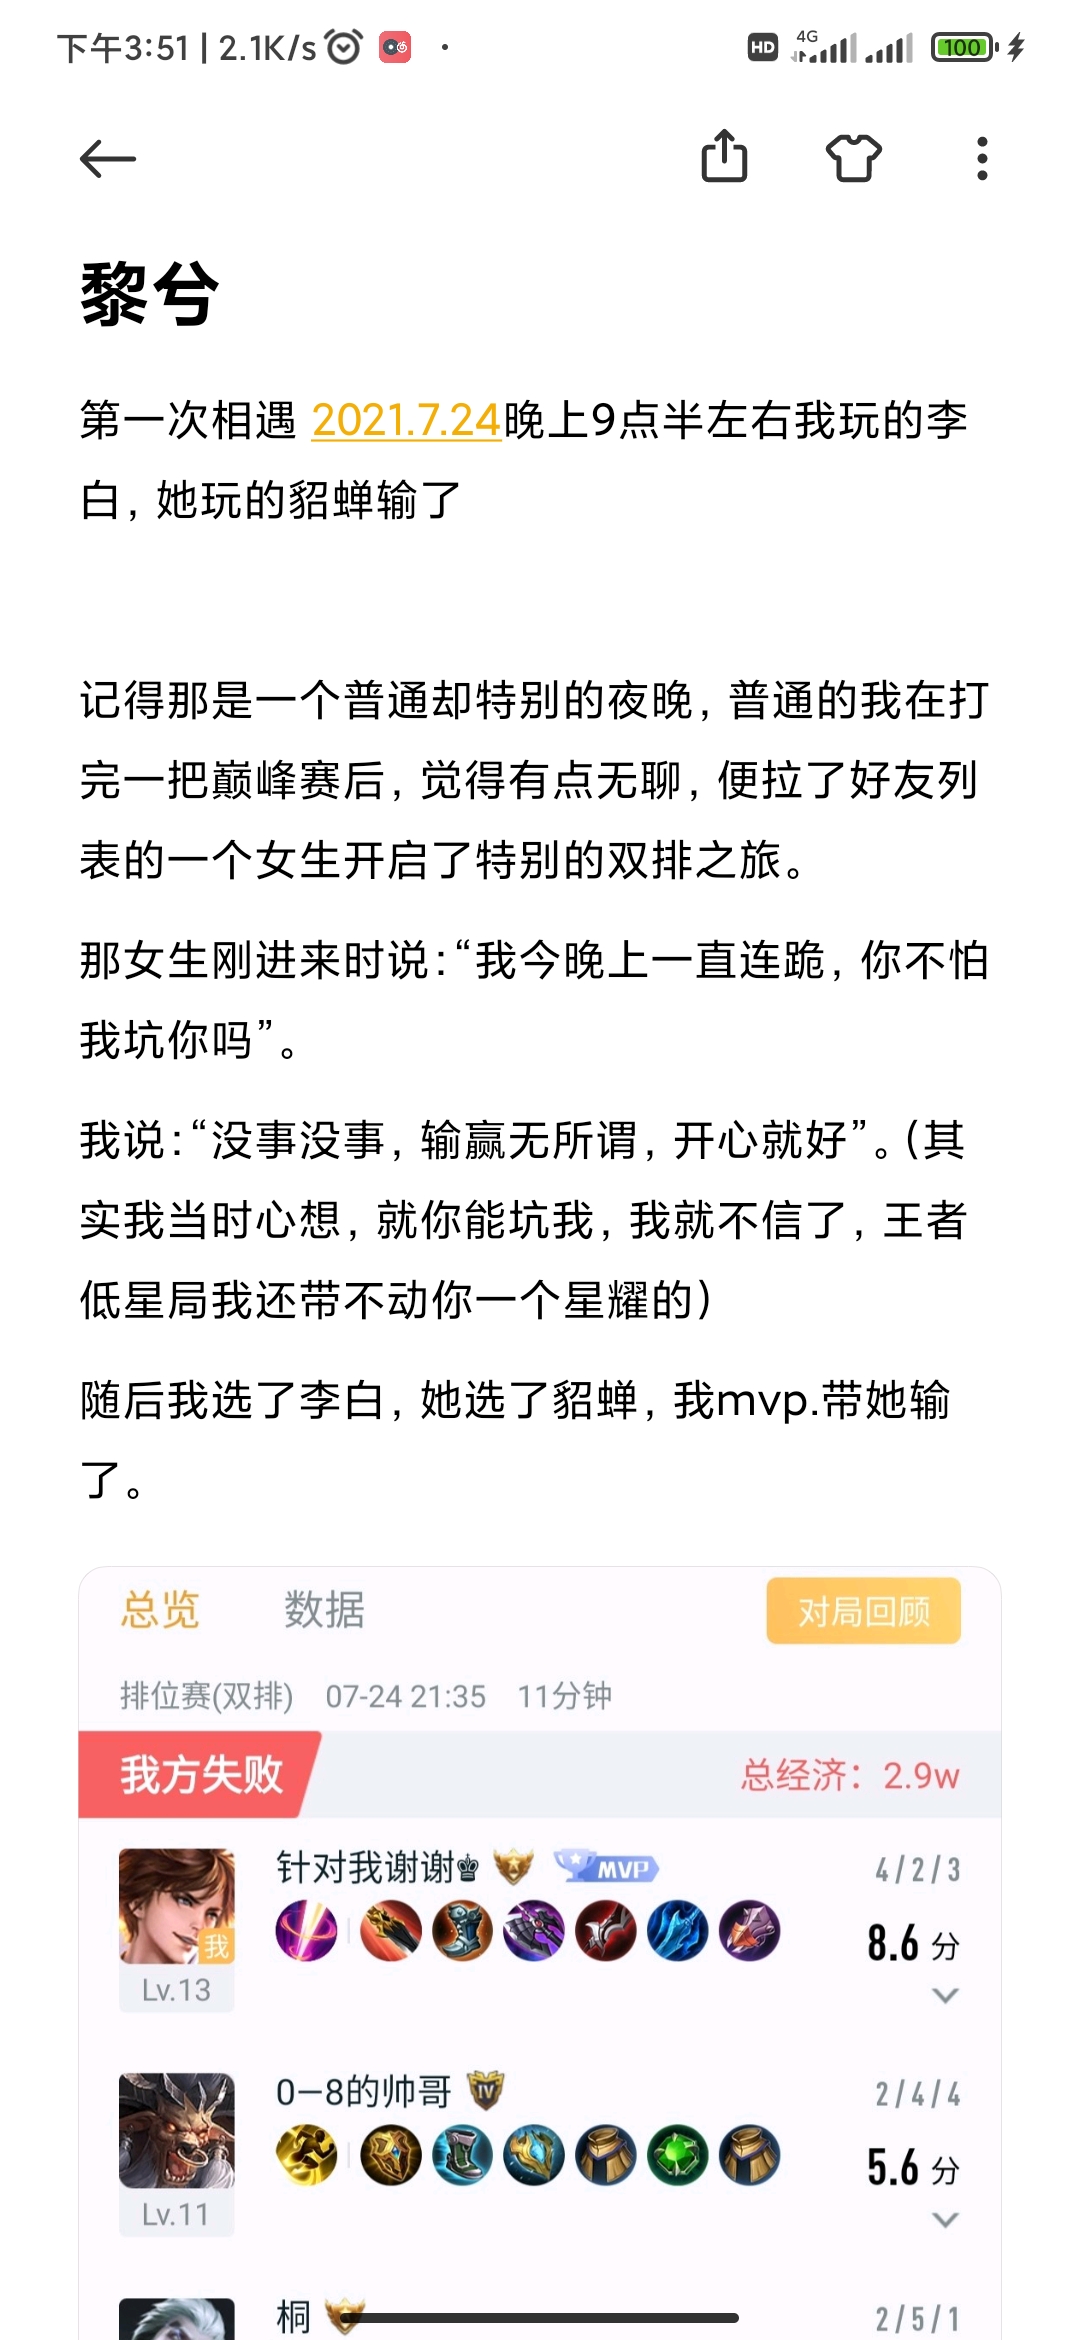 下午3:51 | 2.1K/s
HD 4G 100
黎兮
第一次相遇 2021.7.24晚上9点半左右我玩的李
白，她玩的貂蝉输了
记得那是一个普通却特别的夜晚，普通的我在打
完一把巅峰赛后，觉得有点无聊，便拉了好友列
表的一个女生开启了特别的双排之旅。
那女生刚进来时说：“我今晚上一直连跪，你不怕
我坑你吗”。
我说：“没事没事，输赢无所谓，开心就好”。（其
实我当时心想，就你能坑我，我就不信了，王者
低星局我还带不动你一个星耀的）
随后我选了李白，她选了貂蝉，我mvp.带她输
了。
总览 数据 对局回顾
排位赛(双排) 07-24 21:35 11分钟
我方失败 总经济：2.9w
针对我谢谢♚ MVP 4/2/3
我
8.6 分
Lv.13
0—8的帅哥 IV 2/4/4
5.6 分
Lv.11
桐 2/5/1